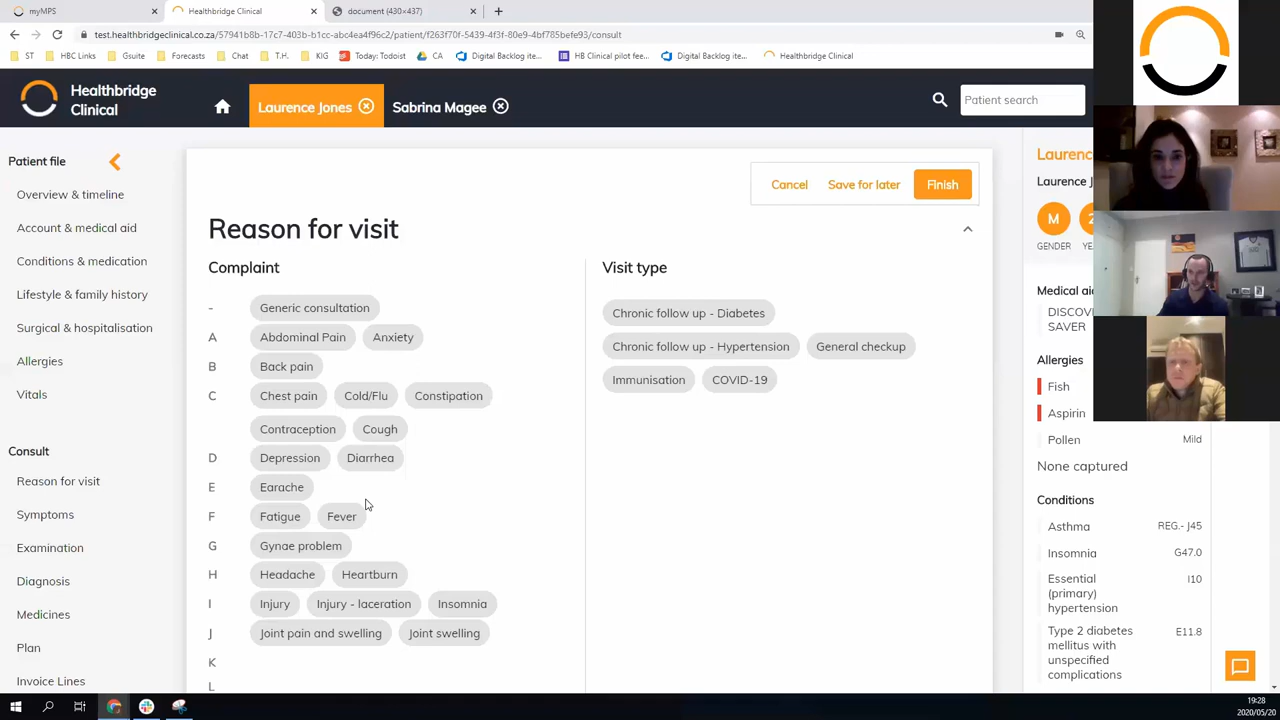 myMPS
Healthbridge Clinical
document (430×437)
test.healthbridgeclinical.co.za/57941b8b-17c7-403b-b1cc-abc4ea4f96c2/patient/f263f70f-5439-4f3f-80e9-4bf785befe93/consult
ST HBC Links Gsuite Forecasts Chat T.H. KIG Today: Todoist CA Digital Backlog ite... HB Clinical pilot fee... Digital Backlog ite... Healthbridge Clinical
Healthbridge
Clinical
Laurence Jones
Sabrina Magee
Patient search
Patient file
Overview & timeline
Account & medical aid
Conditions & medication
Lifestyle & family history
Surgical & hospitalisation
Allergies
Vitals
Consult
Reason for visit
Symptoms
Examination
Diagnosis
Medicines
Plan
Invoice Lines
Cancel Save for later Finish
Reason for visit
Complaint
- Generic consultation
A Abdominal Pain Anxiety
B Back pain
C Chest pain Cold/Flu Constipation
Contraception Cough
D Depression Diarrhea
E Earache
F Fatigue Fever
G Gynae problem
H Headache Heartburn
I Injury Injury - laceration Insomnia
J Joint pain and swelling Joint swelling
K
L
Visit type
Chronic follow up - Diabetes
Chronic follow up - Hypertension General checkup
Immunisation COVID-19
Laurenc
Laurence J
M 2
GENDER YE
Medical aid
DISCOV
SAVER
Allergies
Fish
Aspirin
Pollen Mild
None captured
Conditions
Asthma REG.- J45
Insomnia G47.0
Essential I10
(primary)
hypertension
Type 2 diabetes E11.8
mellitus with
unspecified
complications
19:28
2020/05/20